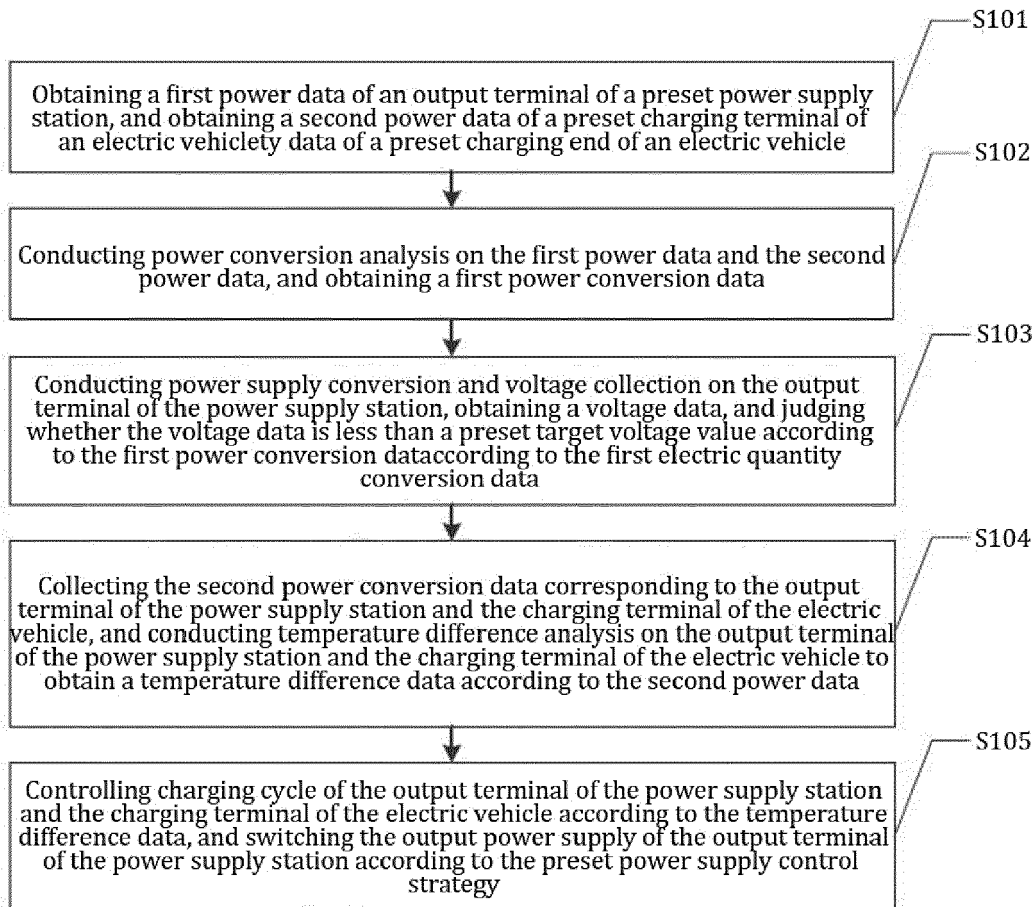 S101
Obtaining a first power data of an output terminal of a preset power supply
station, and obtaining a second power data of a preset charging terminal of
an electric vehiclety data of a preset charging end of an electric vehicle
S102
Conducting power conversion analysis on the first power data and the second
power data, and obtaining a first power conversion data
S103
Conducting power supply conversion and voltage collection on the output
terminal of the power supply station, obtaining a voltage data, and judging
whether the voltage data is less than a preset target voltage value according
to the first power conversion dataaccording to the first electric quantity
conversion data
S104
Collecting the second power conversion data corresponding to the output
terminal of the power supply station and the charging terminal of the electric
vehicle, and conducting temperature difference analysis on the output terminal
of the power supply station and the charging terminal of the electric vehicle to
obtain a temperature difference data according to the second power data
S105
Controlling charging cycle of the output terminal of the power supply station
and the charging terminal of the electric vehicle according to the temperature
difference data, and switching the output power supply of the output terminal
of the power supply station according to the preset power supply control
strategy